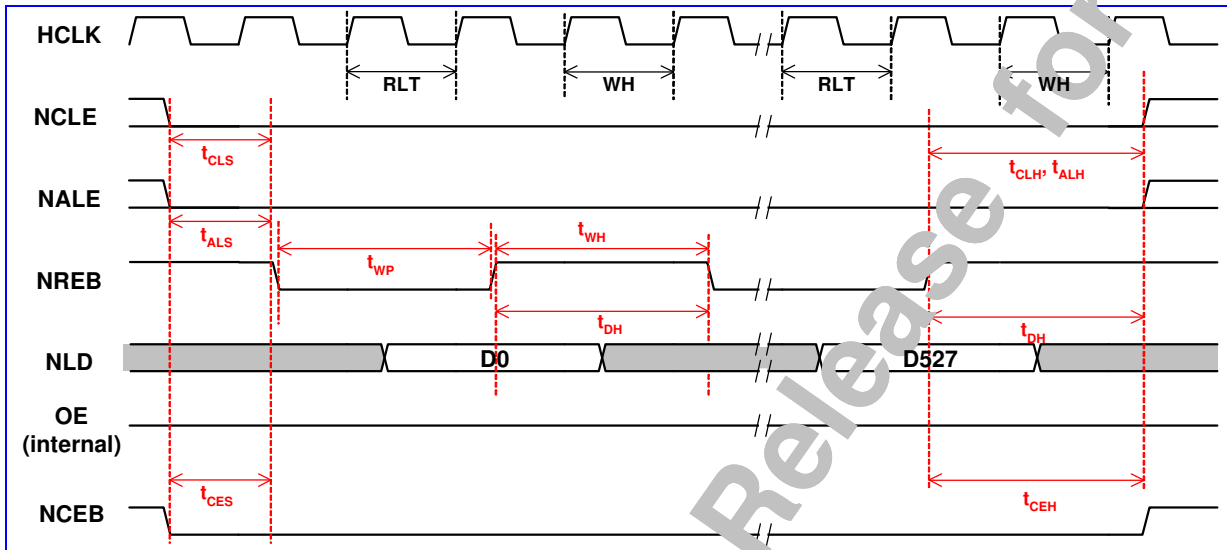 HCLK
RLT
WH
RLT
WH
NCLE
tCLS
tCLH, tALH
NALE
tALS
tWH
tWP
NREB
tDH
tDH
NLD
D0
D527
OE
(internal)
tCES
tCEH
NCEB
Release for